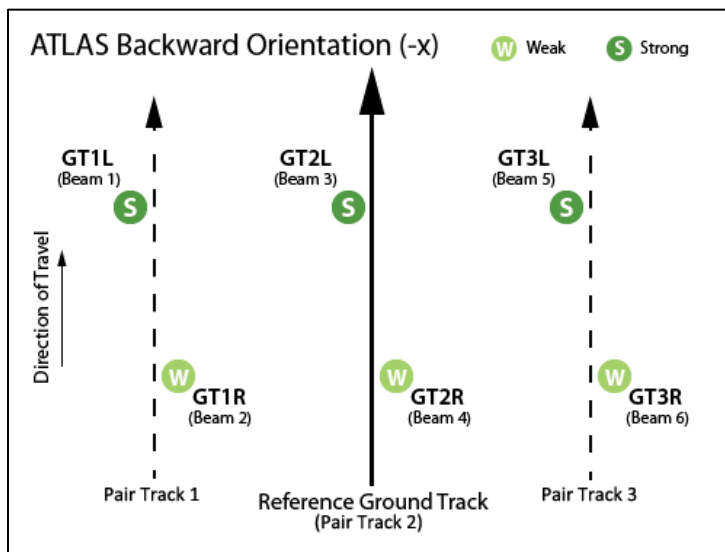 ATLAS Backward Orientation (-x)
W Weak
S Strong
GT1L
(Beam 1)
S
GT2L
(Beam 3)
S
GT3L
(Beam 5)
S
Direction of Travel
W
GT1R
(Beam 2)
W
GT2R
(Beam 4)
W
GT3R
(Beam 6)
Pair Track 1
Reference Ground Track
(Pair Track 2)
Pair Track 3